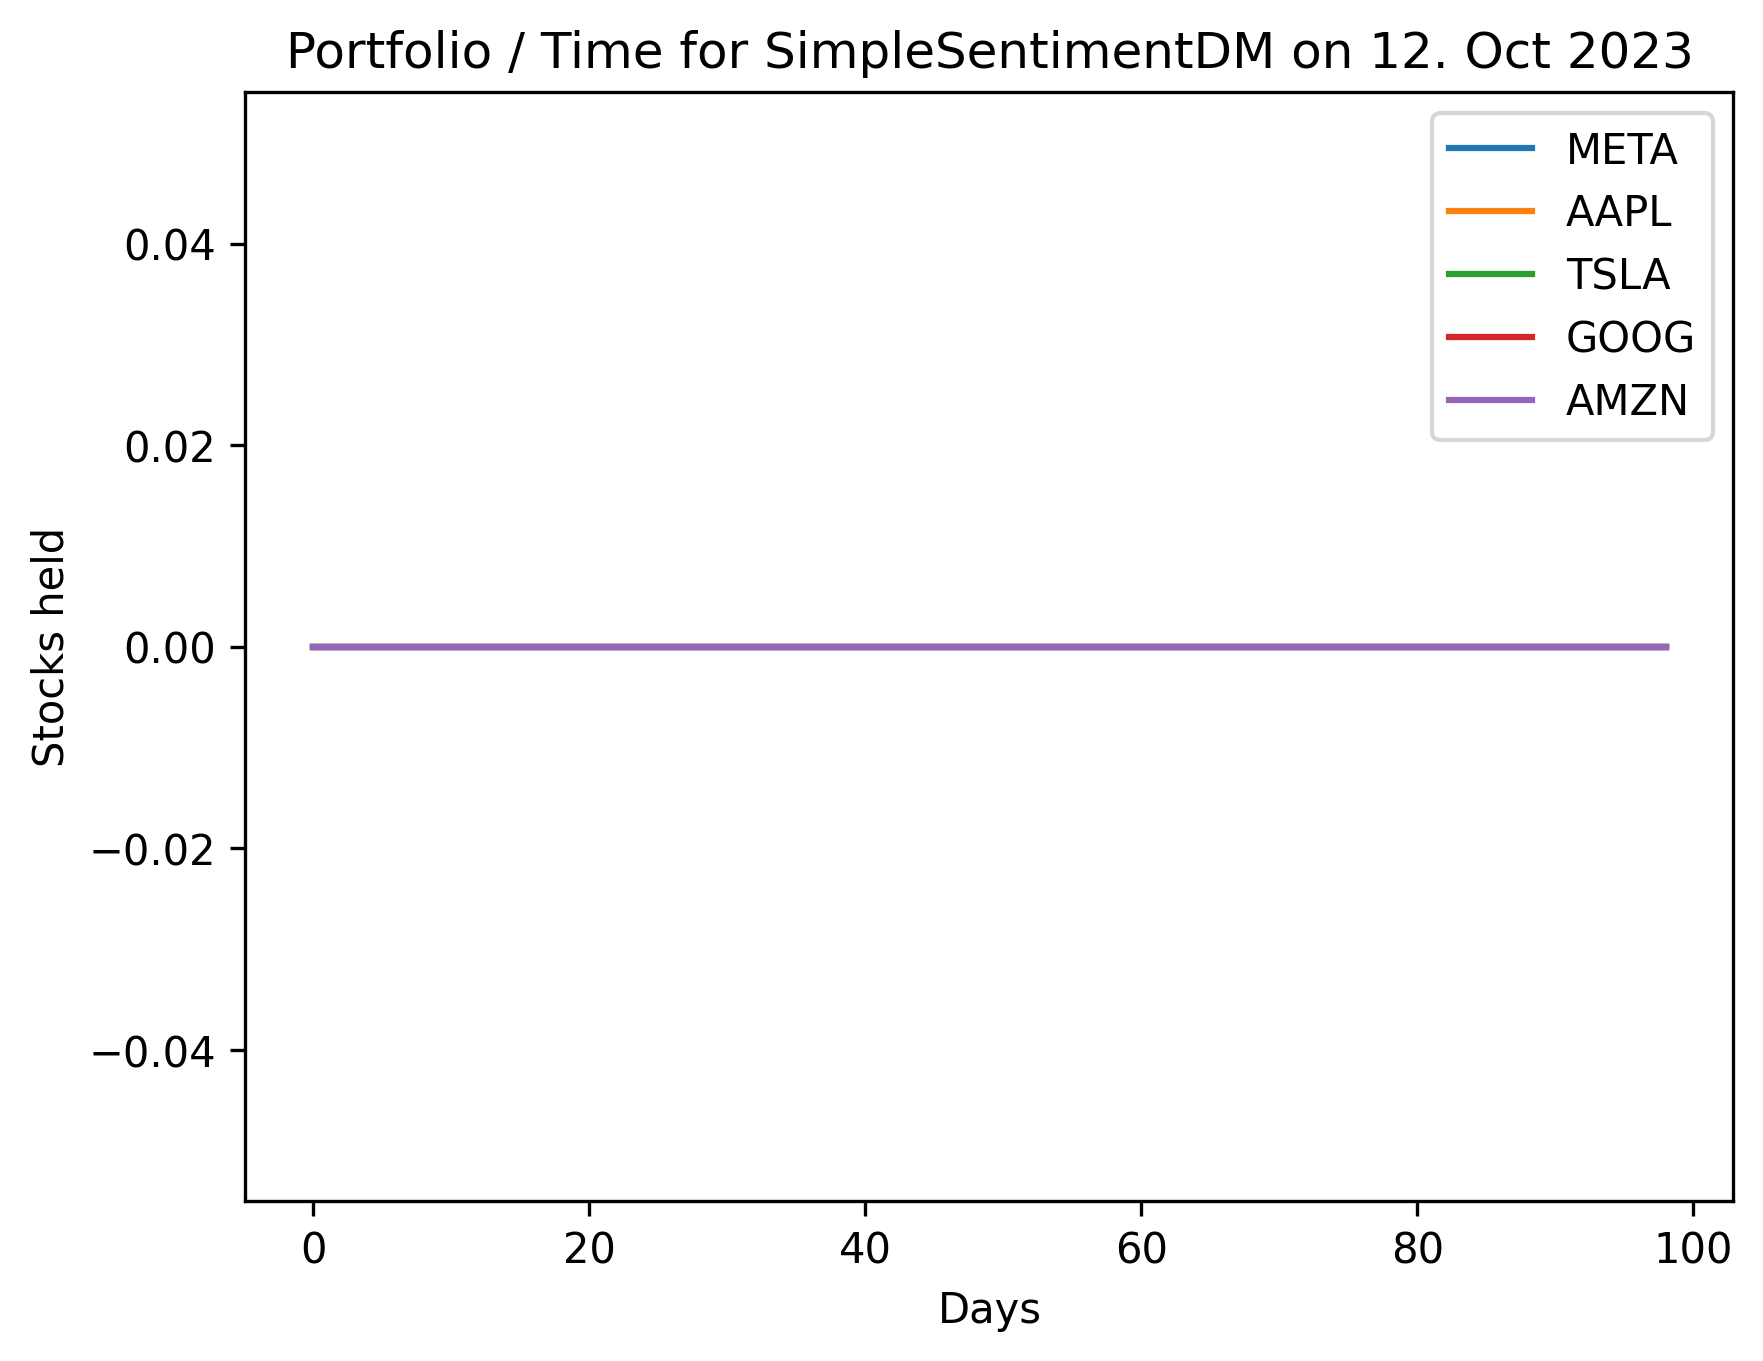 Portfolio / Time for SimpleSentimentDM on 12. Oct 2023
META
AAPL
TSLA
GOOG
AMZN
0.04
0.02
0.00
−0.02
−0.04
Stocks held
0 20 40 60 80 100
Days